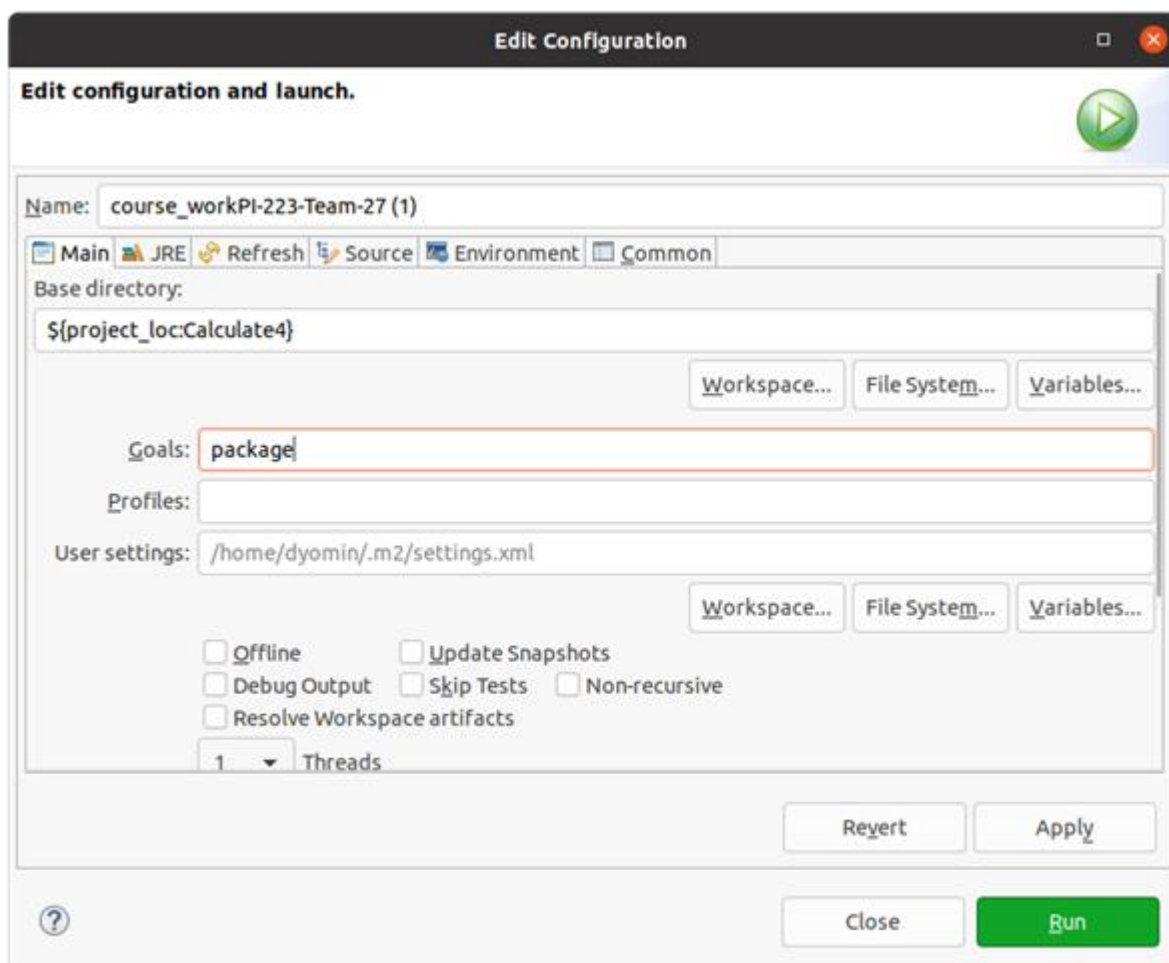 Edit Configuration
Edit configuration and launch.
Name: course_workPI-223-Team-27 (1)
Main JRE Refresh Source Environment Common
Base directory:
${project_loc:Calculate4}
Workspace... File System... Variables...
Goals: package
Profiles:
User settings: /home/dyomin/.m2/settings.xml
Workspace... File System... Variables...
Offline Update Snapshots
Debug Output Skip Tests Non-recursive
Resolve Workspace artifacts
1 Threads
Revert Apply
? Close Run